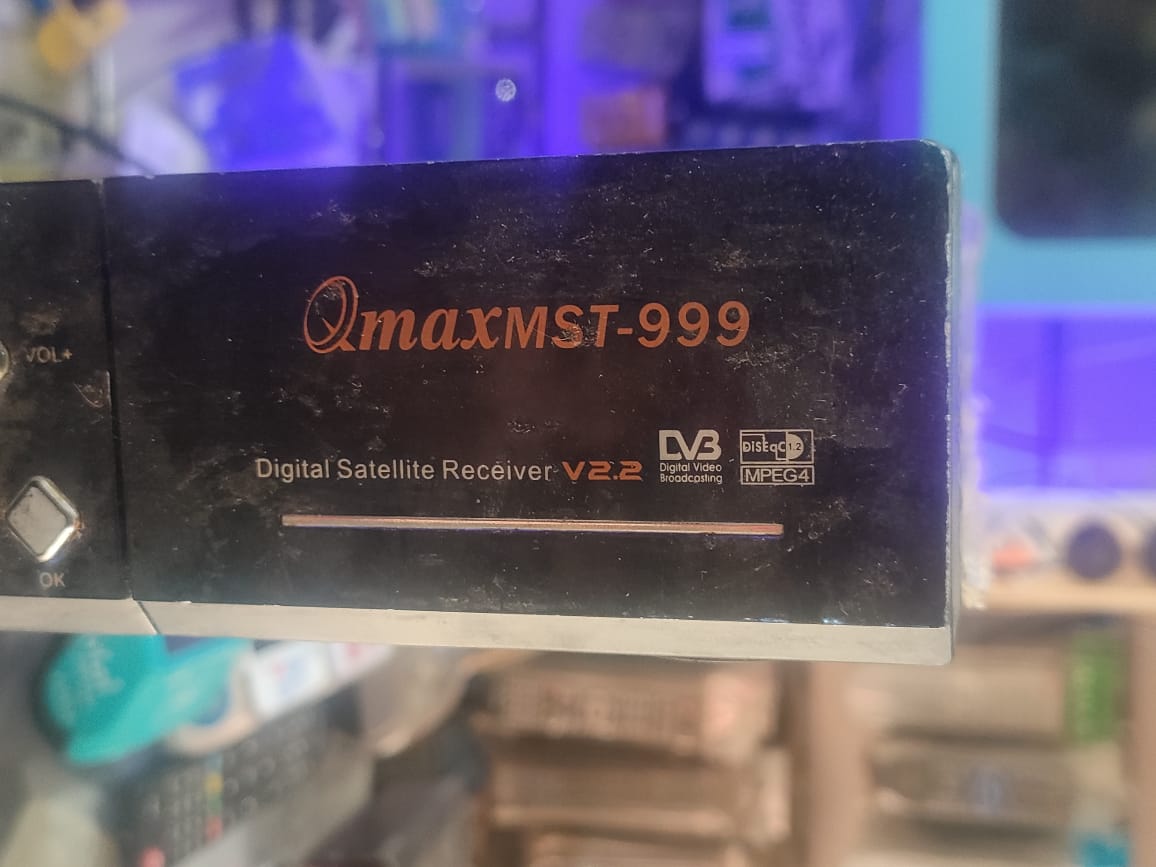 VOL+
OK
QmaxMST-999
Digital Satellite Receiver V2.2
DVB
Digital Video
Broadcasting
DiSEqC 1.2
MPEG4